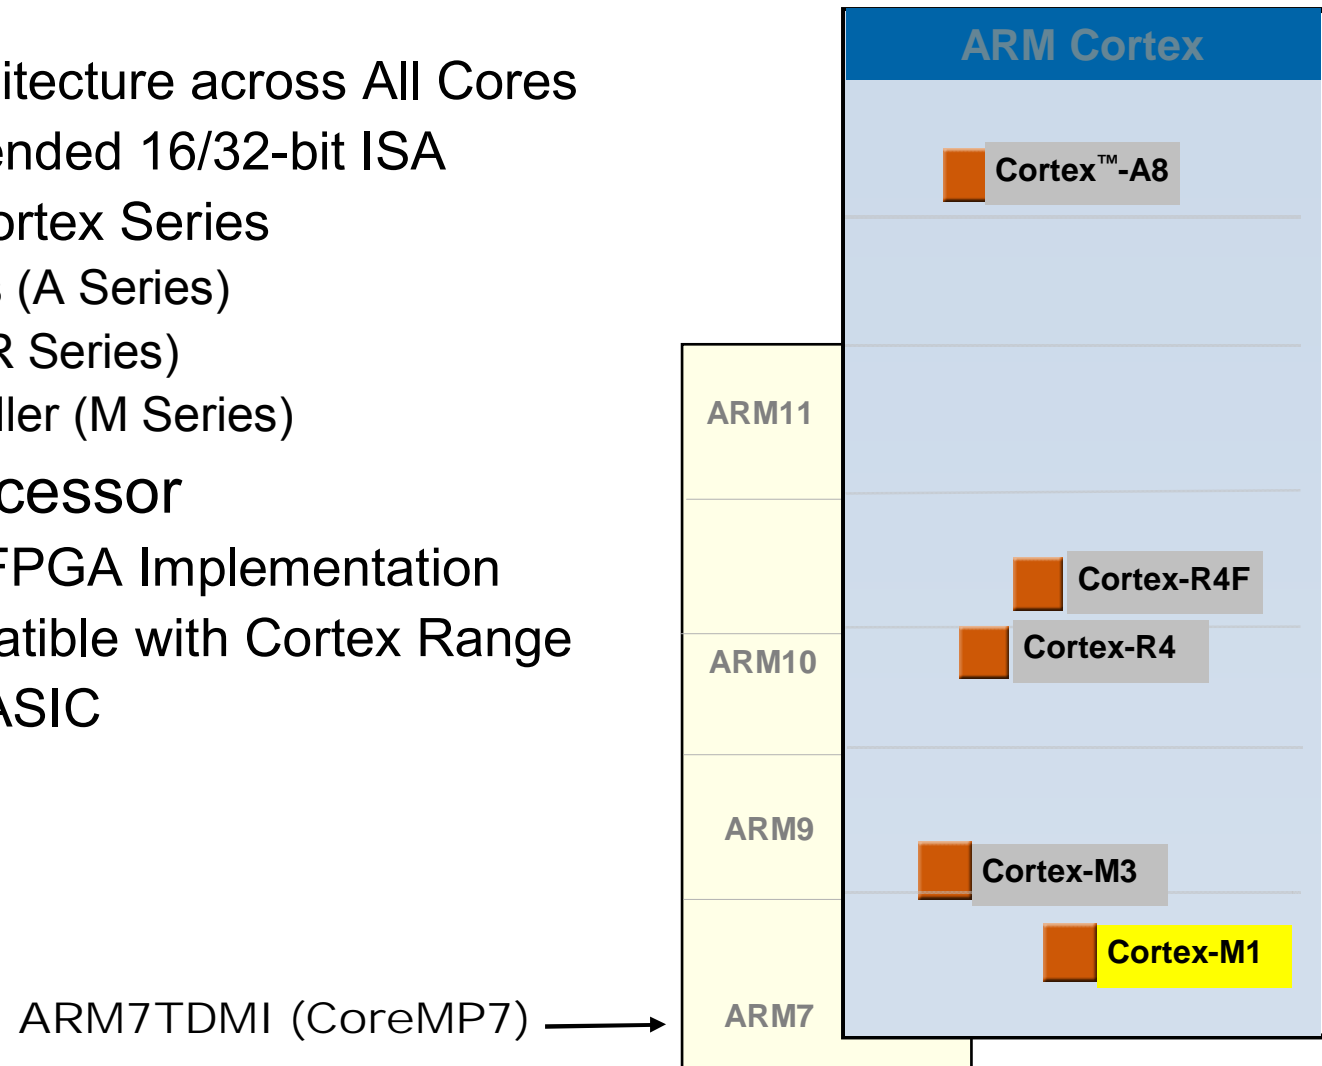 itecture across All Cores
ended 16/32-bit ISA
ortex Series
s (A Series)
R Series)
ller (M Series)
cessor
FPGA Implementation
atible with Cortex Range
ASIC
ARM7TDMI (CoreMP7)
ARM Cortex
Cortex™-A8
ARM11
Cortex-R4F
Cortex-R4
ARM10
ARM9
Cortex-M3
Cortex-M1
ARM7